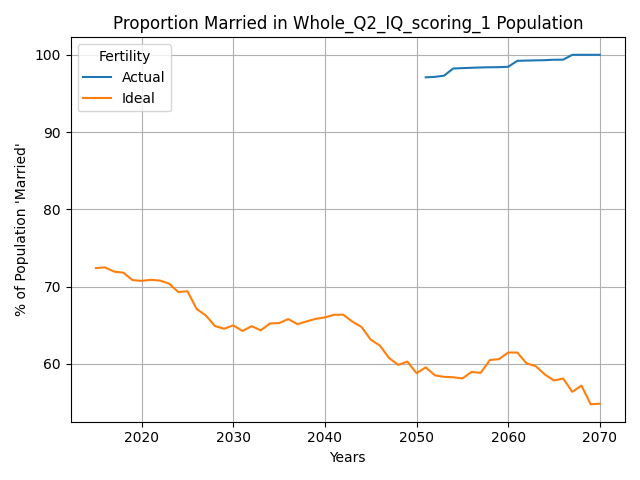 Proportion Married in Whole_Q2_IQ_scoring_1 Population
Fertility
Actual
Ideal
% of Population 'Married'
100
90
80
70
60
2020
2030
2040
2050
2060
2070
Years